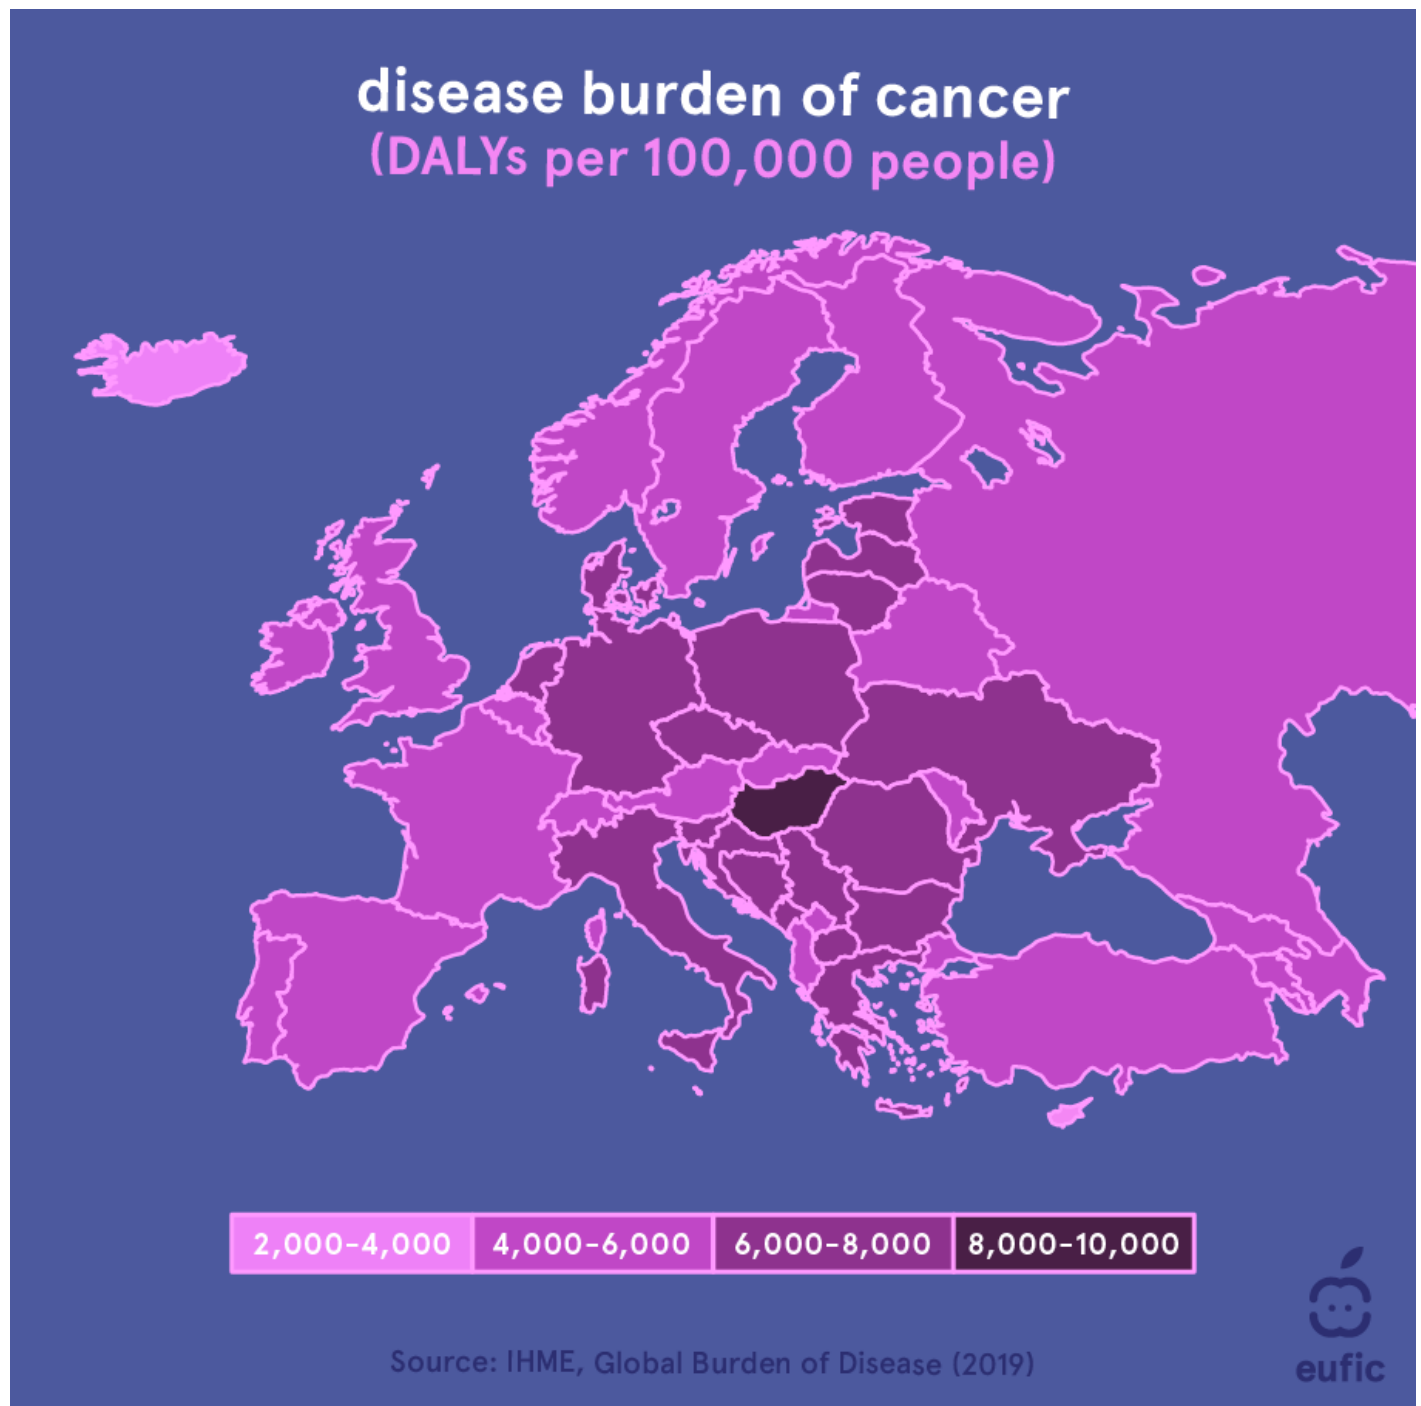 disease burden of cancer
(DALYs per 100,000 people)
2,000-4,000 4,000-6,000 6,000-8,000 8,000-10,000
Source: IHME, Global Burden of Disease (2019)
eufic